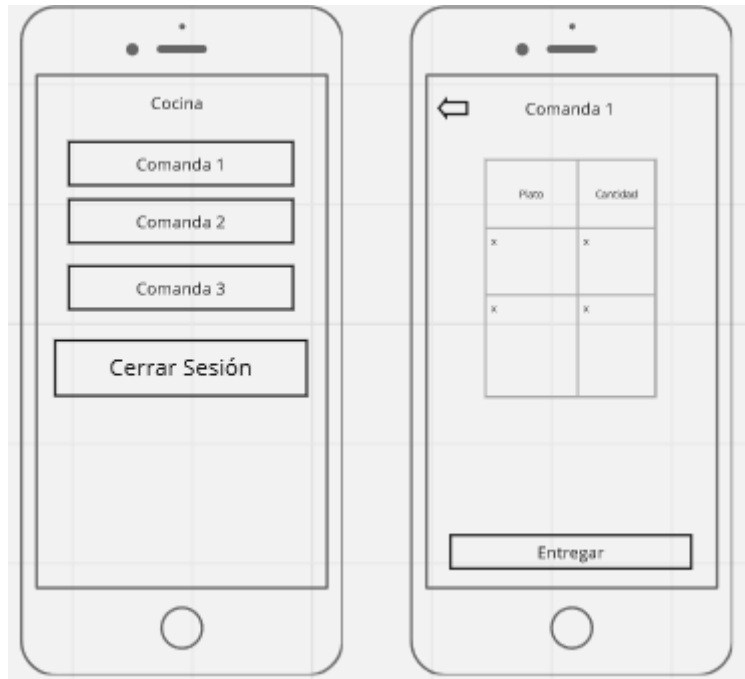 Cocina
Comanda 1
Comanda 2
Comanda 3
Cerrar Sesión
Comanda 1
Plato Cantidad
x x
x x
Entregar